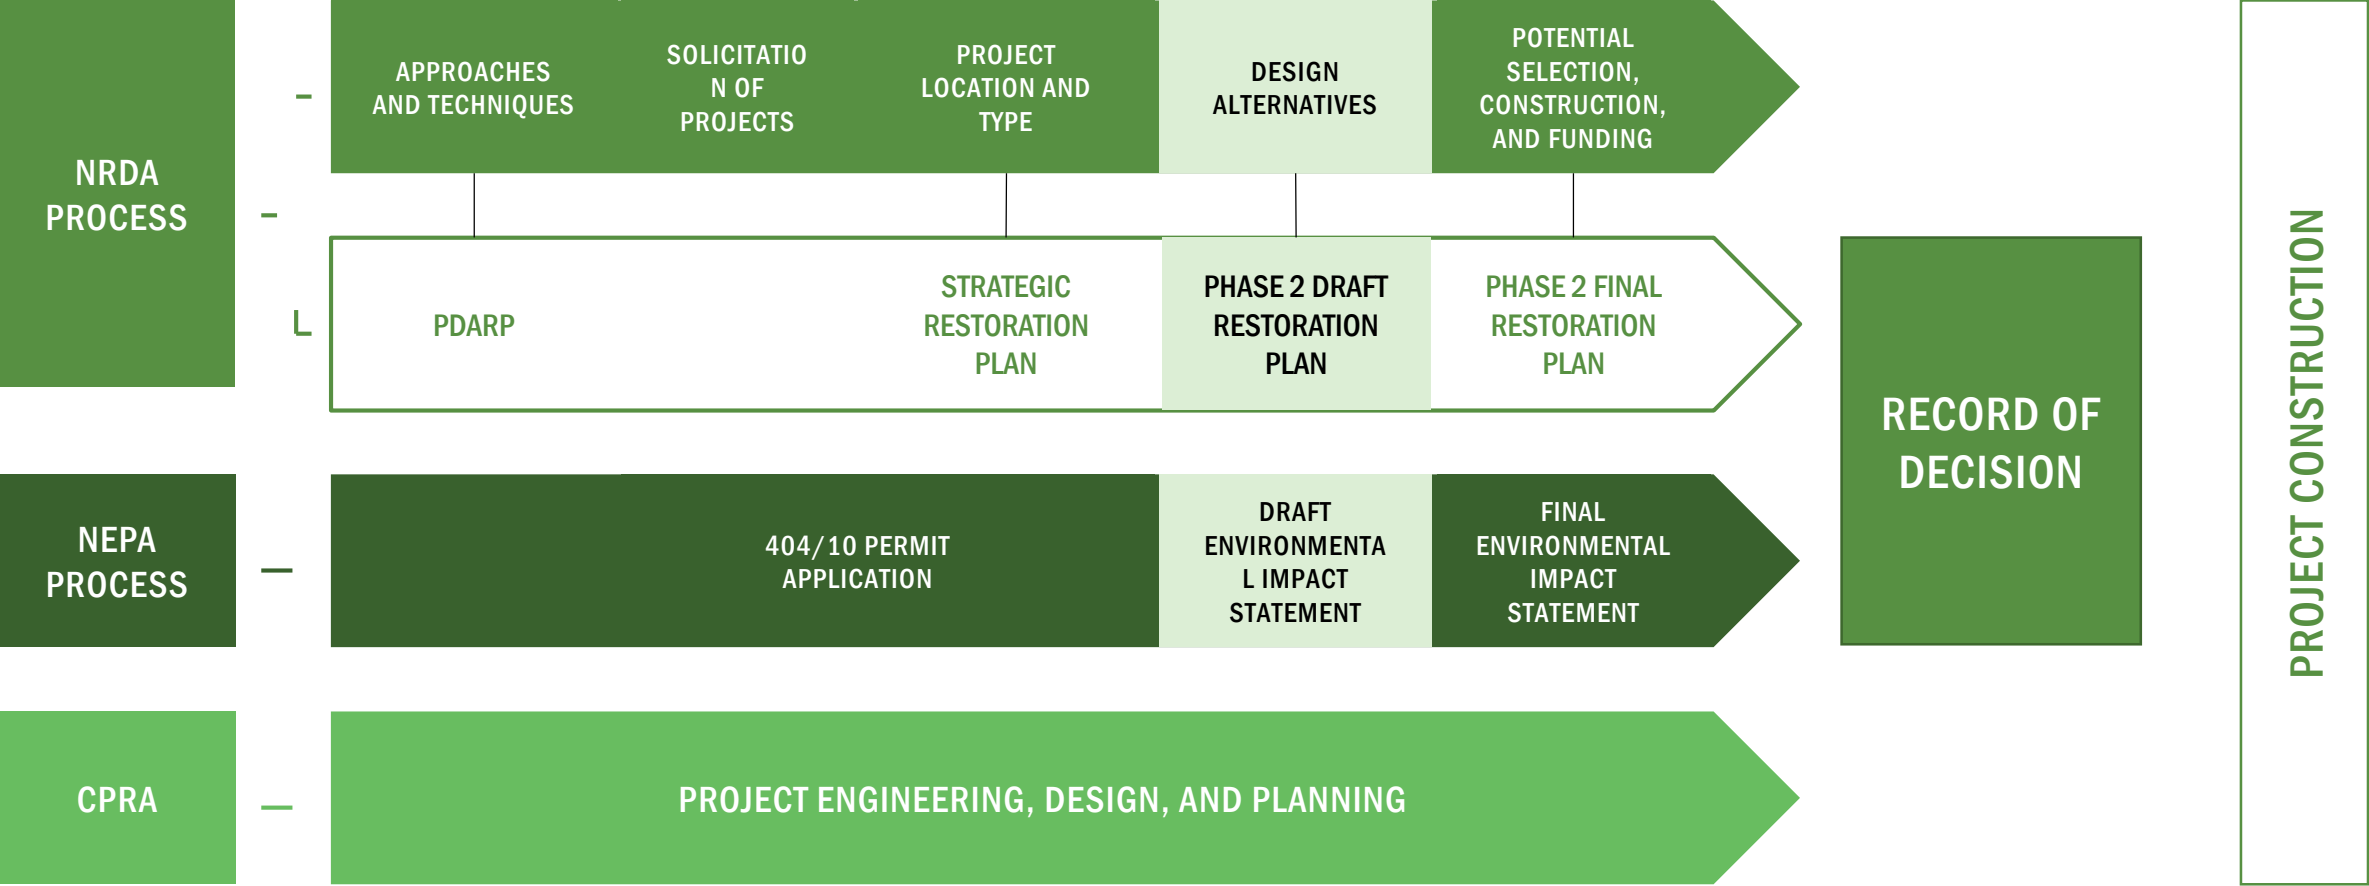 NRDA
PROCESS
APPROACHES
AND TECHNIQUES
SOLICITATIO
N OF
PROJECTS
PROJECT
LOCATION AND
TYPE
DESIGN
ALTERNATIVES
POTENTIAL
SELECTION,
CONSTRUCTION,
AND FUNDING
PDARP
STRATEGIC
RESTORATION
PLAN
PHASE 2 DRAFT
RESTORATION
PLAN
PHASE 2 FINAL
RESTORATION
PLAN
NEPA
PROCESS
404/10 PERMIT
APPLICATION
DRAFT
ENVIRONMENTA
L IMPACT
STATEMENT
FINAL
ENVIRONMENTAL
IMPACT
STATEMENT
CPRA
PROJECT ENGINEERING, DESIGN, AND PLANNING
RECORD OF
DECISION
PROJECT CONSTRUCTION